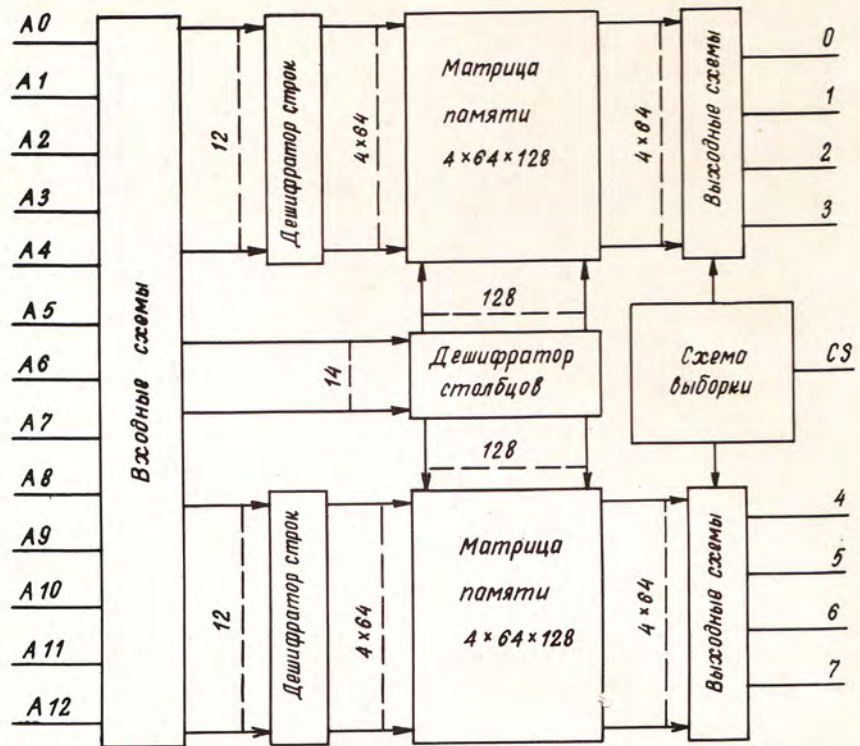 A0
A1
A2
A3
A4
A5
A6
A7
A8
A9
A10
A11
A12
Входные схемы
12
Дешифратор строк
4×64
Матрица
памяти
4×64×128
4×64
Выходные схемы
0
1
2
3
128
14
Дешифратор
столбцов
128
Схема
выборки
CS
12
Дешифратор строк
4×64
Матрица
памяти
4×64×128
4×64
Выходные схемы
4
5
6
7